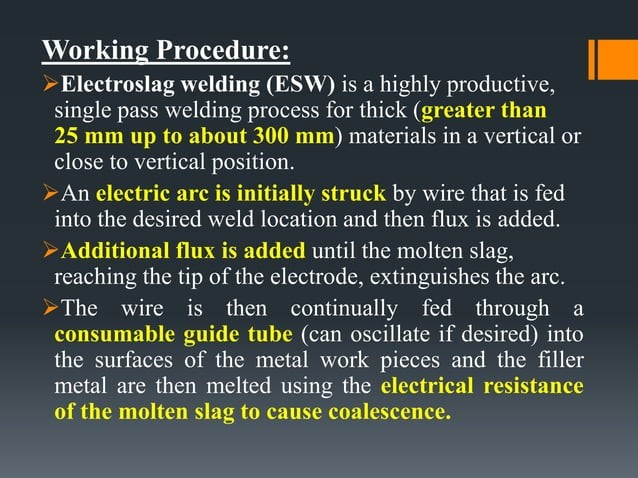 Working Procedure:
➢Electroslag welding (ESW) is a highly productive,
single pass welding process for thick (greater than
25 mm up to about 300 mm) materials in a vertical or
close to vertical position.
➢An electric arc is initially struck by wire that is fed
into the desired weld location and then flux is added.
➢Additional flux is added until the molten slag,
reaching the tip of the electrode, extinguishes the arc.
➢The wire is then continually fed through a
consumable guide tube (can oscillate if desired) into
the surfaces of the metal work pieces and the filler
metal are then melted using the electrical resistance
of the molten slag to cause coalescence.